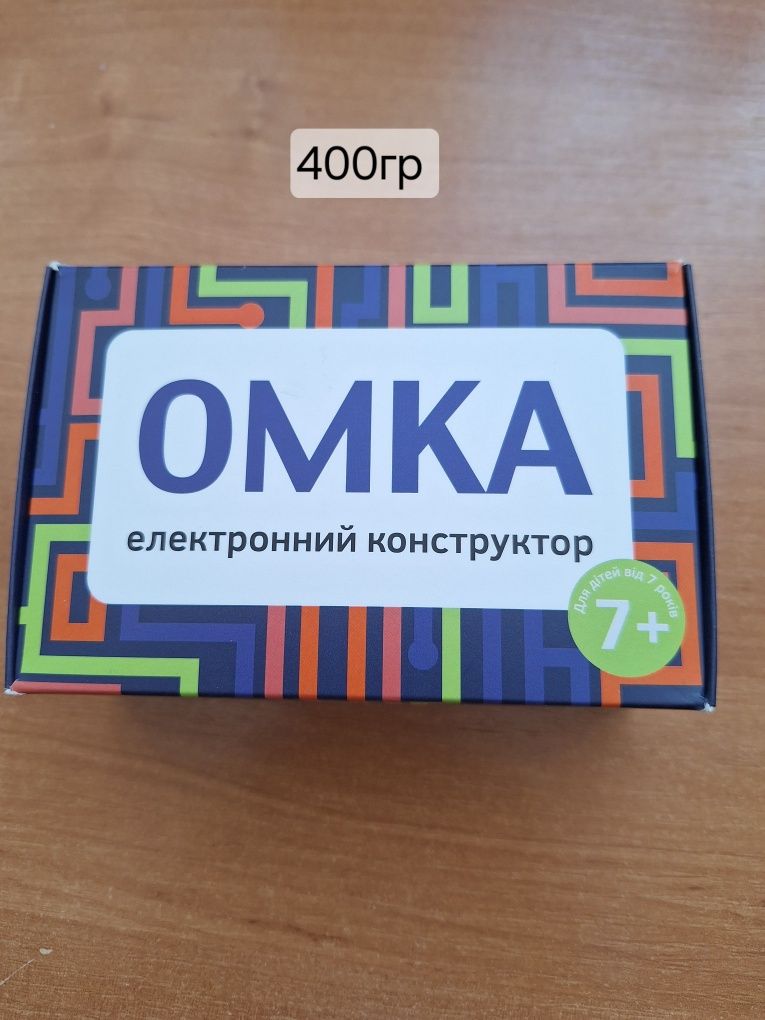 400гр
ОМКА
електронний конструктор
Для дітей від 7 років
7+